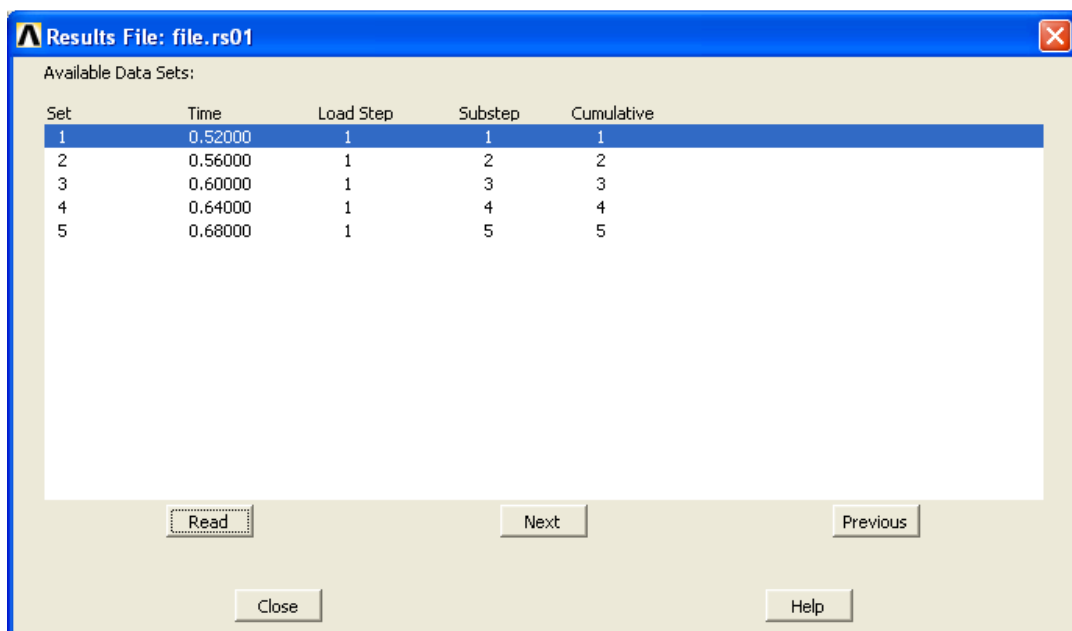 Results File: file.rs01
Available Data Sets:
Set Time Load Step Substep Cumulative
1 0.52000 1 1 1
2 0.56000 1 2 2
3 0.60000 1 3 3
4 0.64000 1 4 4
5 0.68000 1 5 5
Read Next Previous
Close Help